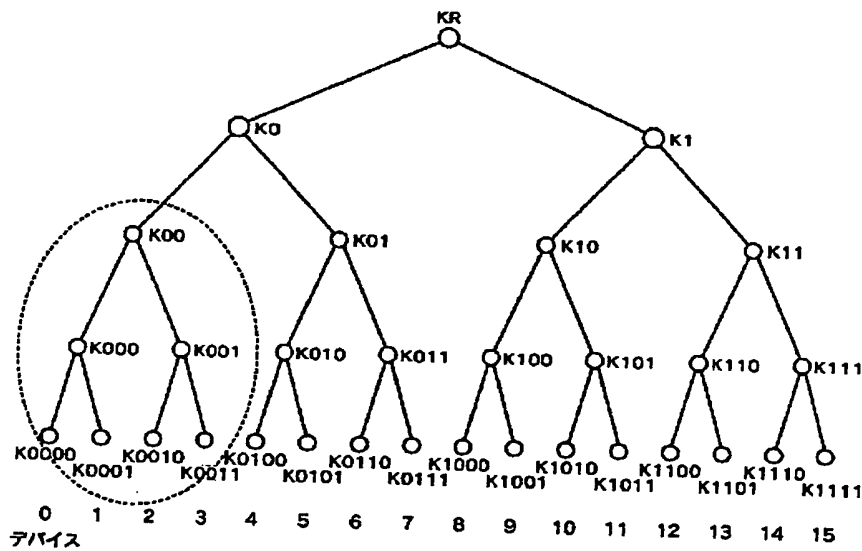 KR
K0
K1
K00
K01
K10
K11
K000
K001
K010
K011
K100
K101
K110
K111
K0000
K0001
K0010
K0011
K0100
K0101
K0110
K0111
K1000
K1001
K1010
K1011
K1100
K1101
K1110
K1111
0 1 2 3 4 5 6 7 8 9 10 11 12 13 14 15
デバイス